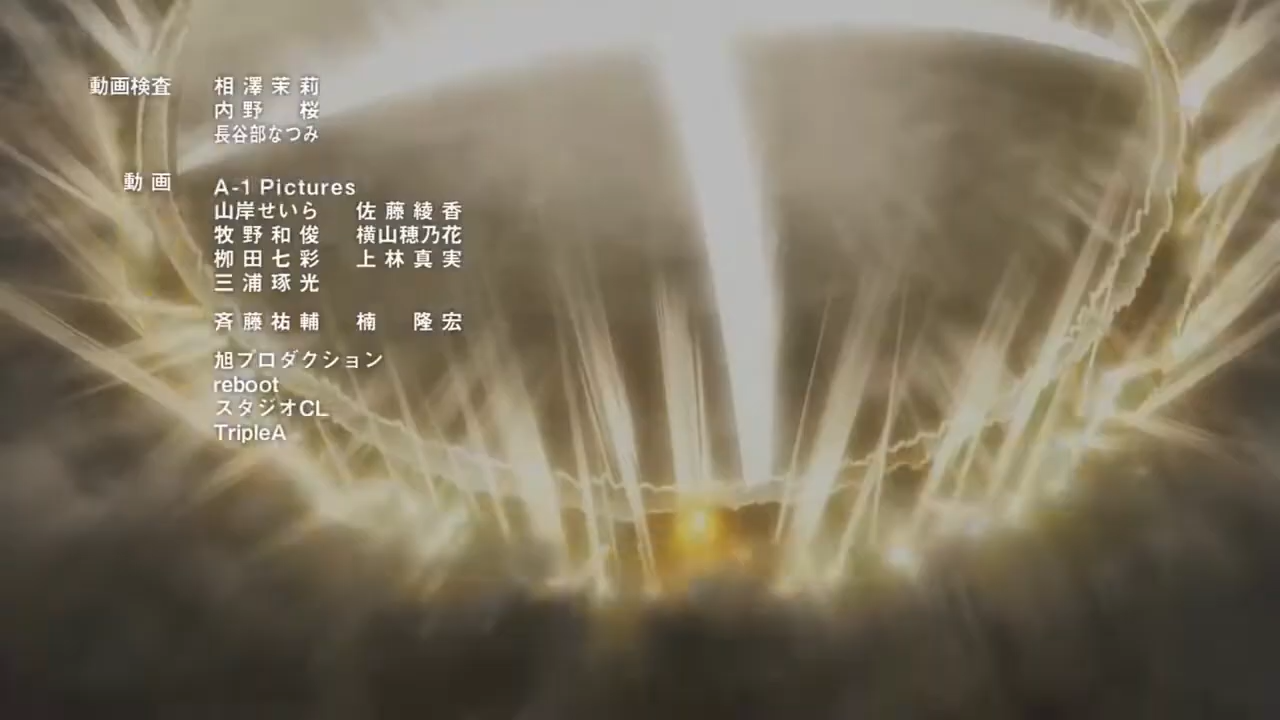 動画検査 相澤茉莉
内野 桜
長谷部なつみ
動画 A-1 Pictures
山岸せいら 佐藤綾香
牧野和俊 横山穂乃花
栁田七彩 上林真実
三浦琢光
斉藤祐輔 楠 隆宏
旭プロダクション
reboot
スタジオCL
TripleA